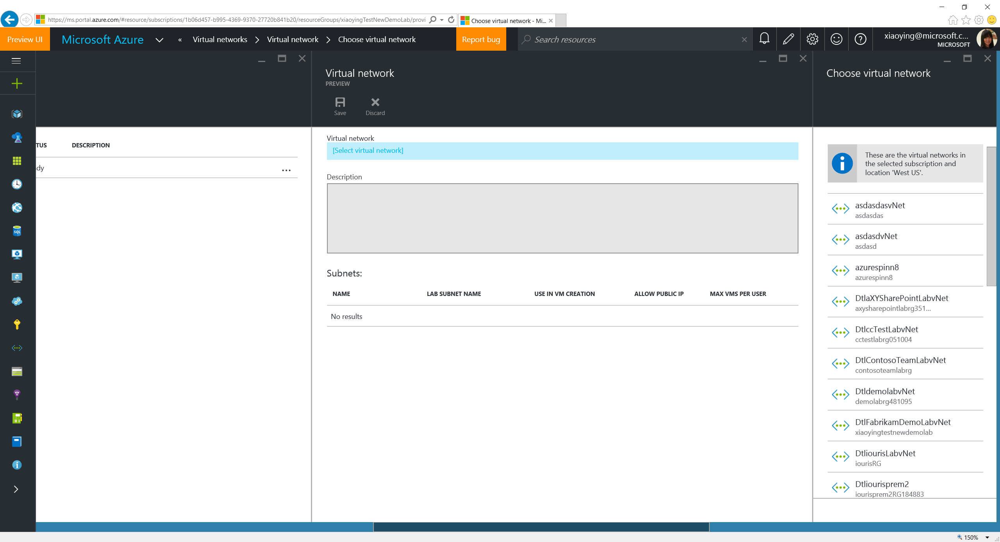 https://ms.portal.azure.com/#resource/subscriptions/1b06d457-b995-4369-9370-27720b841b20/resourceGroups/xiaoyingTestNewDemoLab/provi
Choose virtual network - Mi...
Preview UI
Microsoft Azure
« Virtual networks > Virtual network > Choose virtual network
Report bug
Search resources
xiaoying@microsoft.c...
MICROSOFT
Virtual network
PREVIEW
Save
Discard
Choose virtual network
TUS
DESCRIPTION
dy
...
SQL
Virtual network
[Select virtual network]
Description
Subnets:
NAME
LAB SUBNET NAME
USE IN VM CREATION
ALLOW PUBLIC IP
MAX VMS PER USER
No results
These are the virtual networks in
the selected subscription and
location 'West US'.
asdasdasvNet
asdasdas
asdasdvNet
asdasd
azurespinn8
azurespinn8
DtlaXYSharePointLabvNet
axysharepointlabrg351...
DtlccTestLabvNet
cctestlabrg051004
DtlContosoTeamLabvNet
contosoteamlabrg
DtldemolabvNet
demolabrg481095
DtlFabrikamDemoLabvNet
xiaoyingtestnewdemolab
DtliourisLabvNet
iourisRG
Dtliourisprem2
iourisprem2RG184883
150%